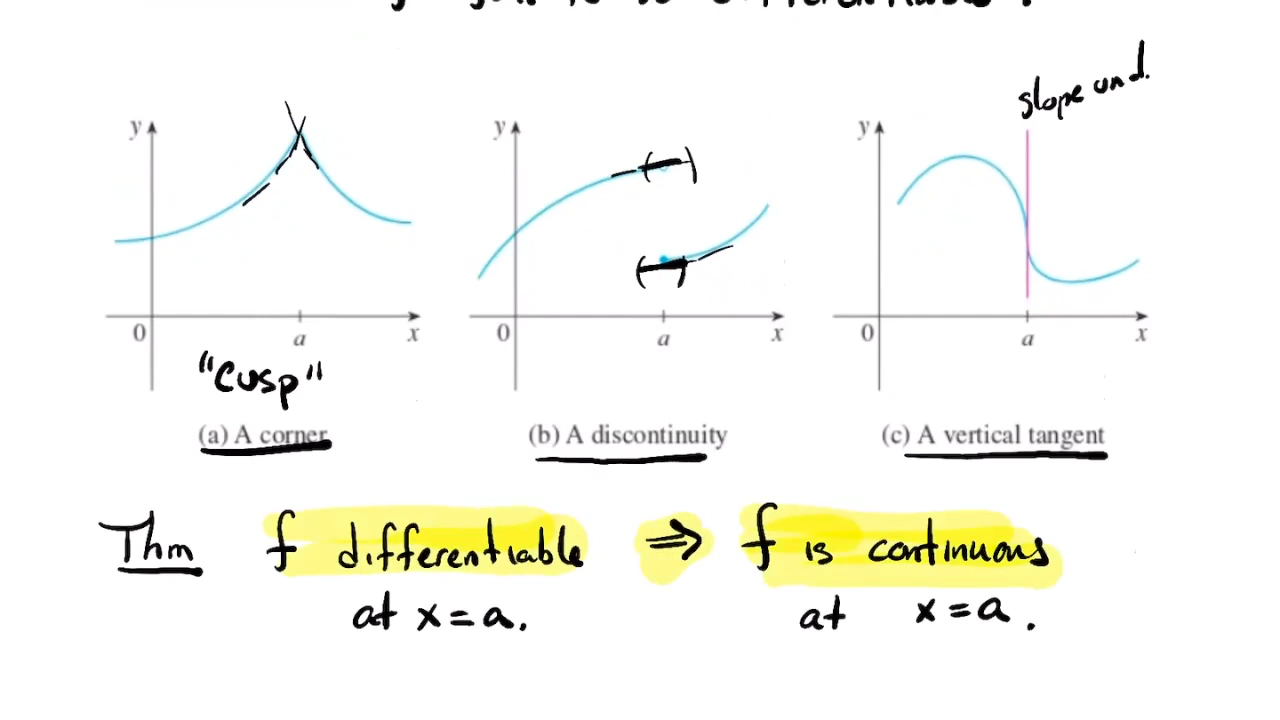 slope und.
y y y
0 a x 0 a x 0 a x
"Cusp"
(a) A corner (b) A discontinuity (c) A vertical tangent
Thm f differentiable ⇒ f is continuous
at x = a. at x = a.